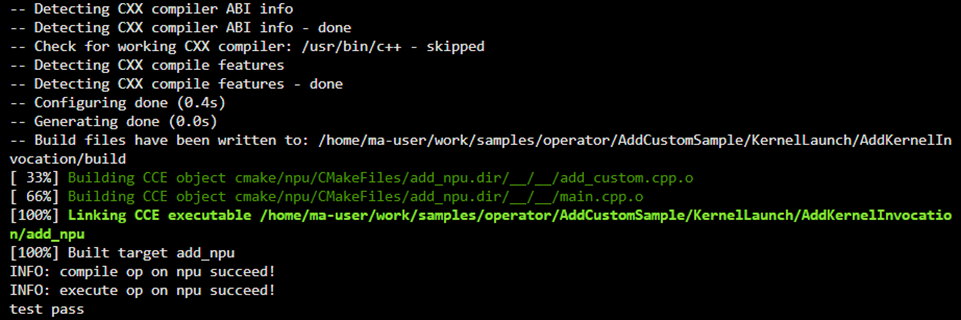 -- Detecting CXX compiler ABI info
-- Detecting CXX compiler ABI info - done
-- Check for working CXX compiler: /usr/bin/c++ - skipped
-- Detecting CXX compile features
-- Detecting CXX compile features - done
-- Configuring done (0.4s)
-- Generating done (0.0s)
-- Build files have been written to: /home/ma-user/work/samples/operator/AddCustomSample/KernelLaunch/AddKernelIn
vocation/build
[ 33%] Building CCE object cmake/npu/CMakeFiles/add_npu.dir/__/__/add_custom.cpp.o
[ 66%] Building CCE object cmake/npu/CMakeFiles/add_npu.dir/__/__/main.cpp.o
[100%] Linking CCE executable /home/ma-user/work/samples/operator/AddCustomSample/KernelLaunch/AddKernelInvocatio
n/add_npu
[100%] Built target add_npu
INFO: compile op on npu succeed!
INFO: execute op on npu succeed!
test pass